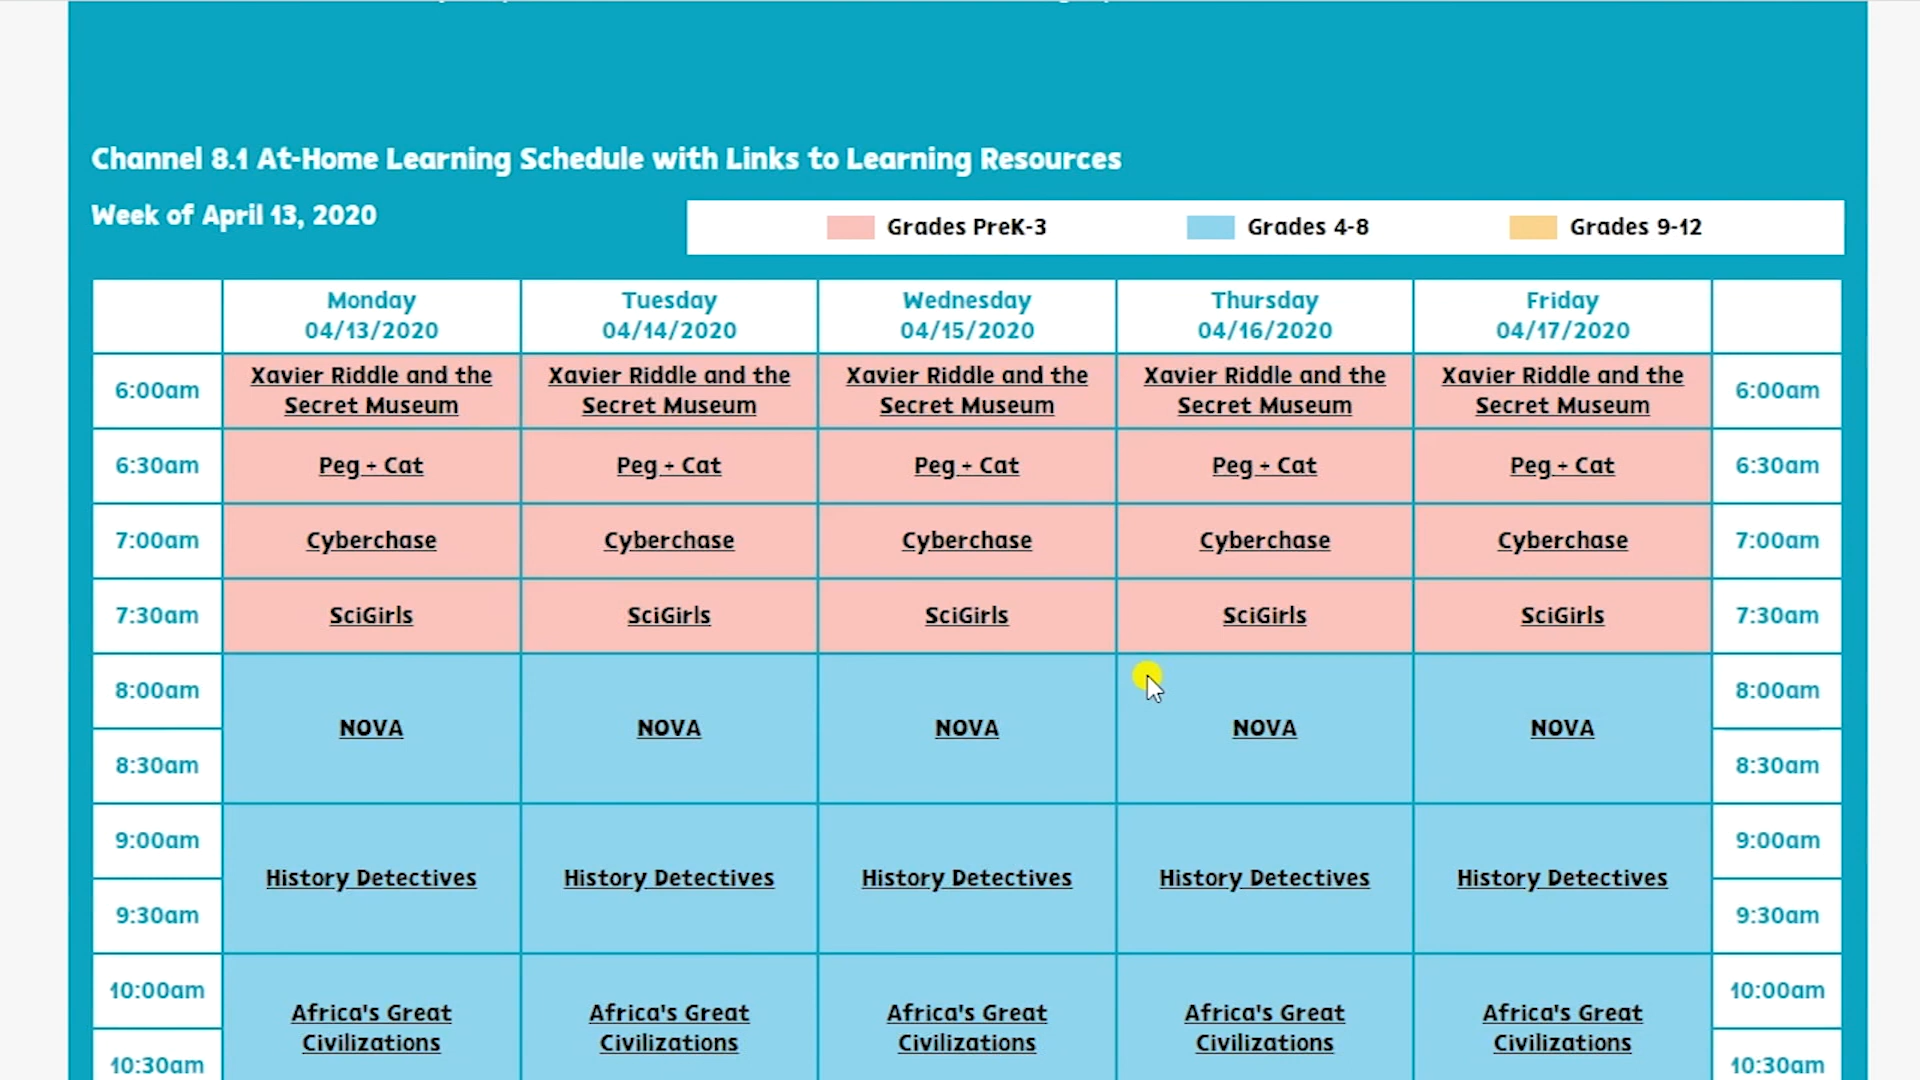 Channel 8.1 At-Home Learning Schedule with Links to Learning Resources
Week of April 13, 2020
Grades PreK-3 Grades 4-8 Grades 9-12
Monday Tuesday Wednesday Thursday Friday
04/13/2020 04/14/2020 04/15/2020 04/16/2020 04/17/2020
6:00am Xavier Riddle and the Secret Museum Xavier Riddle and the Secret Museum Xavier Riddle and the Secret Museum Xavier Riddle and the Secret Museum Xavier Riddle and the Secret Museum 6:00am
6:30am Peg + Cat Peg + Cat Peg + Cat Peg + Cat Peg + Cat 6:30am
7:00am Cyberchase Cyberchase Cyberchase Cyberchase Cyberchase 7:00am
7:30am SciGirls SciGirls SciGirls SciGirls SciGirls 7:30am
8:00am 8:00am
NOVA NOVA NOVA NOVA NOVA
8:30am 8:30am
9:00am 9:00am
History Detectives History Detectives History Detectives History Detectives History Detectives
9:30am 9:30am
10:00am 10:00am
Africa's Great Africa's Great Africa's Great Africa's Great Africa's Great
Civilizations Civilizations Civilizations Civilizations Civilizations
10:30am 10:30am